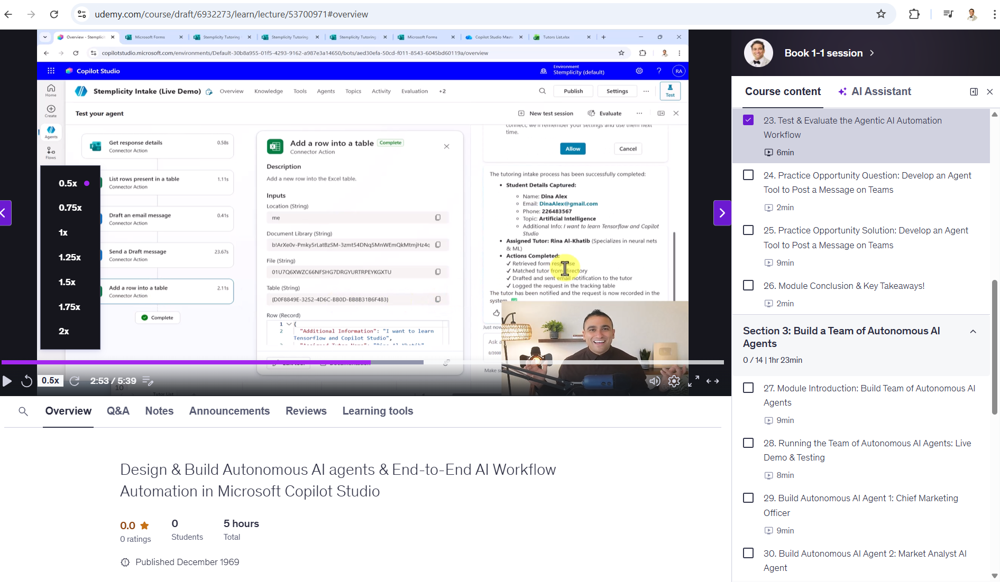 udemy.com/course/draft/6932273/learn/lecture/53700971#overview
Overview - Stemplicit
Microsoft Forms
Stemplicity Tutoring
Stemplicity Tutoring
Stemplicity Tutoring
Microsoft Forms
Copilot Studio Mast
Tutors List.xlsx
copilotstudio.microsoft.com/environments/Default-30b8a955-01f5-4293-9162-a987e3a14650/bots/aed30efa-50cd-f011-8543-6045bd60119a/overview
Copilot Studio
Environment
Stemplicity (default)
RA
Home
Create
Agents
Flows
Stemplicity Intake (Live Demo)
Overview
Knowledge
Tools
Agents
Topics
Activity
Evaluation
+2
Publish
Settings
Test
Test your agent
New test session
Evaluate
Get response details
0.58s
Connector Action
List rows present in a table
1.11s
Connector Action
Draft an email message
0.41s
Connector Action
Send a Draft message
23.67s
Connector Action
Add a row into a table
2.11s
Connector Action
Complete
Add a row into a table
Complete
Connector Action
Description
Add a new row into the Excel table.
Inputs
Location (String)
me
Document Library (String)
b!ArXe0v-Pmky5rLatBzSM-3zmt54DNq5MnWEmQkMtmjHz4c
File (String)
01U7Q6XWZC66NFSHG7DRGYURTRPEYKGXTU
Table (String)
{D0F8849E-3252-4D6C-BB0D-BB8B31B6F483}
Row (Record)
1 {
2 "Additional Information": "I want to learn
Tensorflow and Copilot Studio",
connect, we'll remember your settings and use them next
time.
Allow
Cancel
The tutoring intake process has been successfully completed:
• Student Details Captured:
Name: Dina Alex
Email: DinaAlex@gmail.com
Phone: 226483567
Topic: Artificial Intelligence
Additional Info: I want to learn Tensorflow and Copilot
Studio
• Assigned Tutor: Rina Al-Khatib (Specializes in neural nets
& ML)
• Actions Completed:
✓ Retrieved form response
✓ Matched tutor from directory
✓ Drafted and sent email notification to the tutor
✓ Logged the request in the tracking table
The tutor has been notified and the request is now recorded in the
system. ✅
Just now
Ask a
0/2000
Make su
0.5x
0.75x
1x
1.25x
1.5x
1.75x
2x
0.5x
2:53 / 5:39
10
Overview
Q&A
Notes
Announcements
Reviews
Learning tools
Design & Build Autonomous AI agents & End-to-End AI Workflow
Automation in Microsoft Copilot Studio
0.0 ★
0 ratings
0
Students
5 hours
Total
Published December 1969
Book 1-1 session
Course content
AI Assistant
23. Test & Evaluate the Agentic AI Automation
Workflow
6min
24. Practice Opportunity Question: Develop an Agent
Tool to Post a Message on Teams
2min
25. Practice Opportunity Solution: Develop an Agent
Tool to Post a Message on Teams
9min
26. Module Conclusion & Key Takeaways!
2min
Section 3: Build a Team of Autonomous AI
Agents
0 / 14 | 1hr 23min
27. Module Introduction: Build Team of Autonomous AI
Agents
9min
28. Running the Team of Autonomous AI Agents: Live
Demo & Testing
8min
29. Build Autonomous AI Agent 1: Chief Marketing
Officer
9min
30. Build Autonomous AI Agent 2: Market Analyst AI
Agent